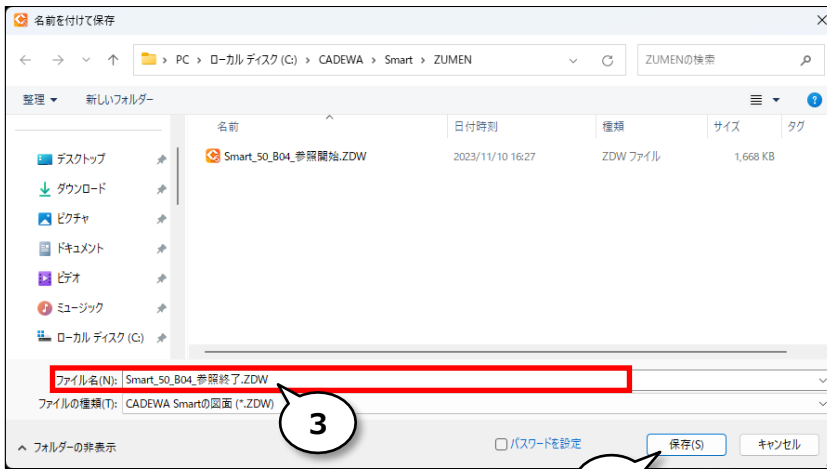 名前を付けて保存
PC › ローカル ディスク (C:) › CADEWA › Smart › ZUMEN
ZUMENの検索
整理 新しいフォルダー
名前 日付時刻 種類 サイズ タグ
Smart_50_B04_参照開始.ZDW 2023/11/10 16:27 ZDW ファイル 1,668 KB
デスクトップ
ダウンロード
ピクチャ
ドキュメント
ビデオ
ミュージック
ローカル ディスク (C:)
ファイル名(N): Smart_50_B04_参照終了.ZDW
ファイルの種類(T): CADEWA Smartの図面 (*.ZDW)
3
フォルダーの非表示 パスワードを設定 保存(S) キャンセル